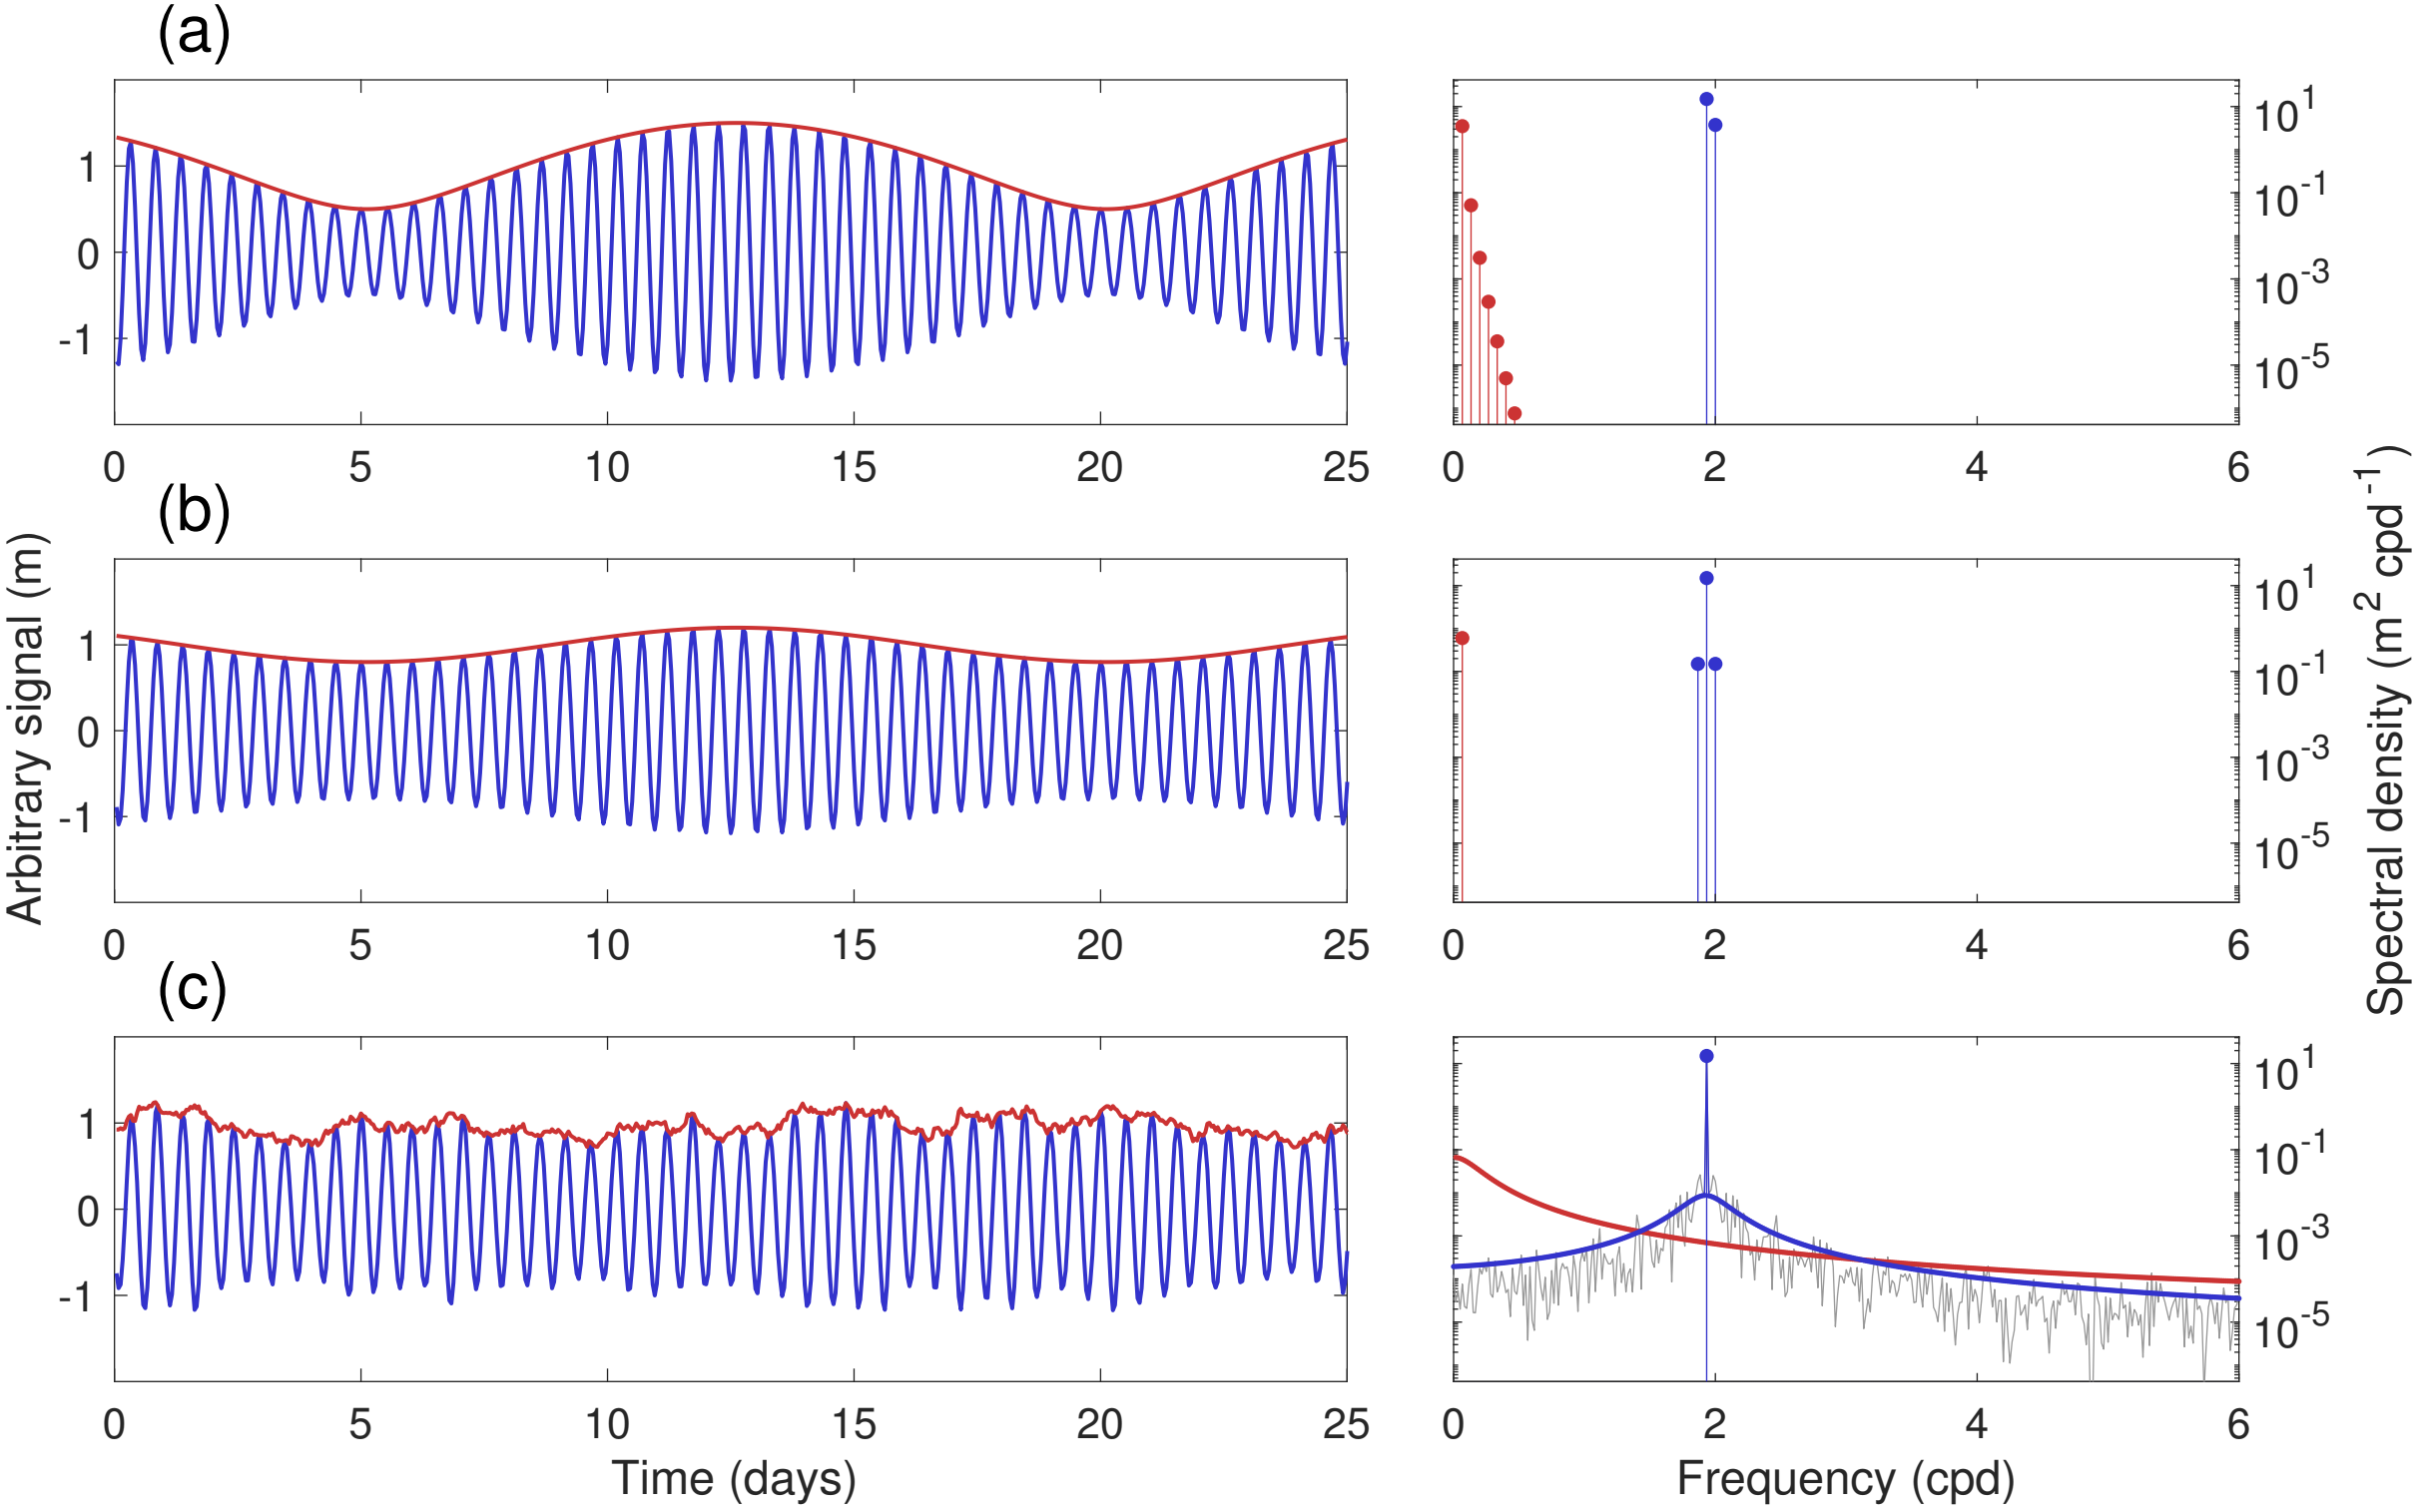 (a)
1
0
-1
0 5 10 15 20 25
10^1
10^-1
10^-3
10^-5
0 2 4 6
(b)
1
0
-1
0 5 10 15 20 25
10^1
10^-1
10^-3
10^-5
0 2 4 6
(c)
1
0
-1
0 5 10 15 20 25
10^1
10^-1
10^-3
10^-5
0 2 4 6
Arbitrary signal (m)
Spectral density (m^2 cpd^-1)
Time (days)
Frequency (cpd)